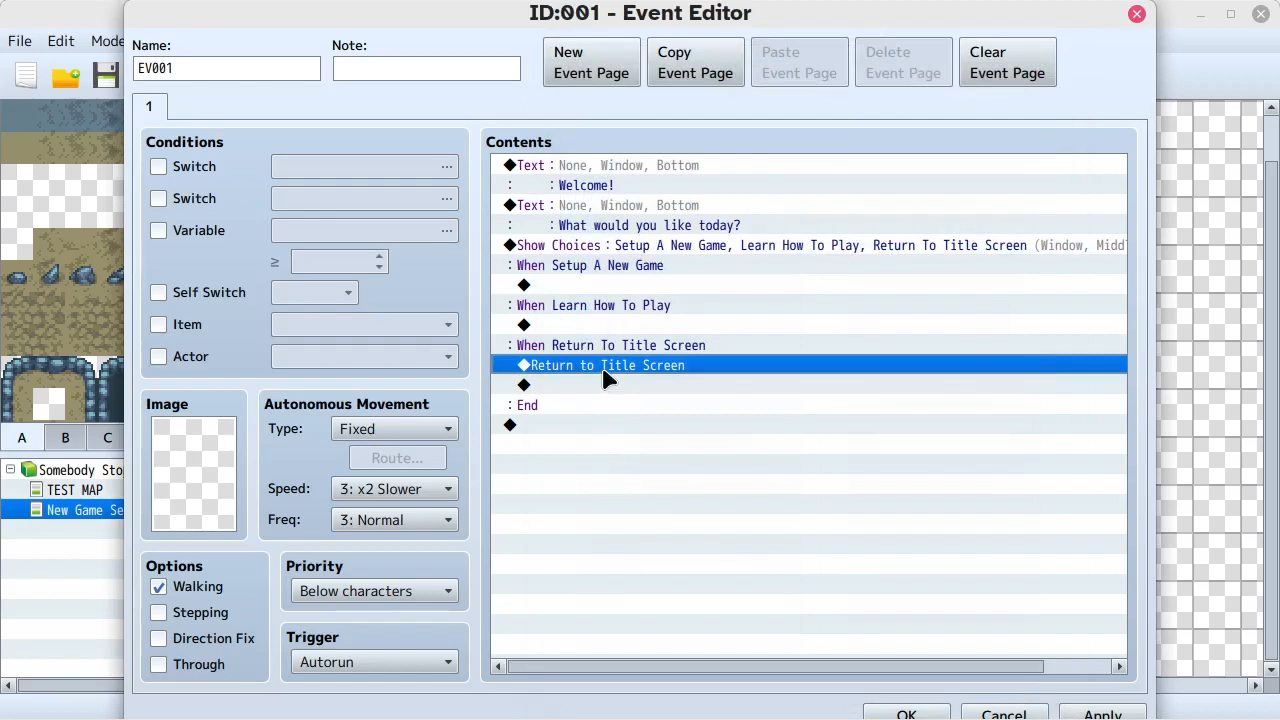 ID:001 - Event Editor
File Edit Mode
Name:
Note:
EV001
New
Event Page
Copy
Event Page
Paste
Event Page
Delete
Event Page
Clear
Event Page
1
Conditions
Switch
...
Switch
...
Variable
...
≥
Self Switch
Item
Actor
Image
Autonomous Movement
Type:
Fixed
Route...
Speed:
3: x2 Slower
Freq:
3: Normal
Options
Walking
Stepping
Direction Fix
Through
Priority
Below characters
Trigger
Autorun
Contents
◆Text : None, Window, Bottom
: : Welcome!
◆Text : None, Window, Bottom
: : What would you like today?
◆Show Choices : Setup A New Game, Learn How To Play, Return To Title Screen (Window, Midd
: When Setup A New Game
◆
: When Learn How To Play
◆
: When Return To Title Screen
◆Return to Title Screen
◆
: End
◆
A B C
Somebody Sto
TEST MAP
New Game Se
OK
Cancel
Apply